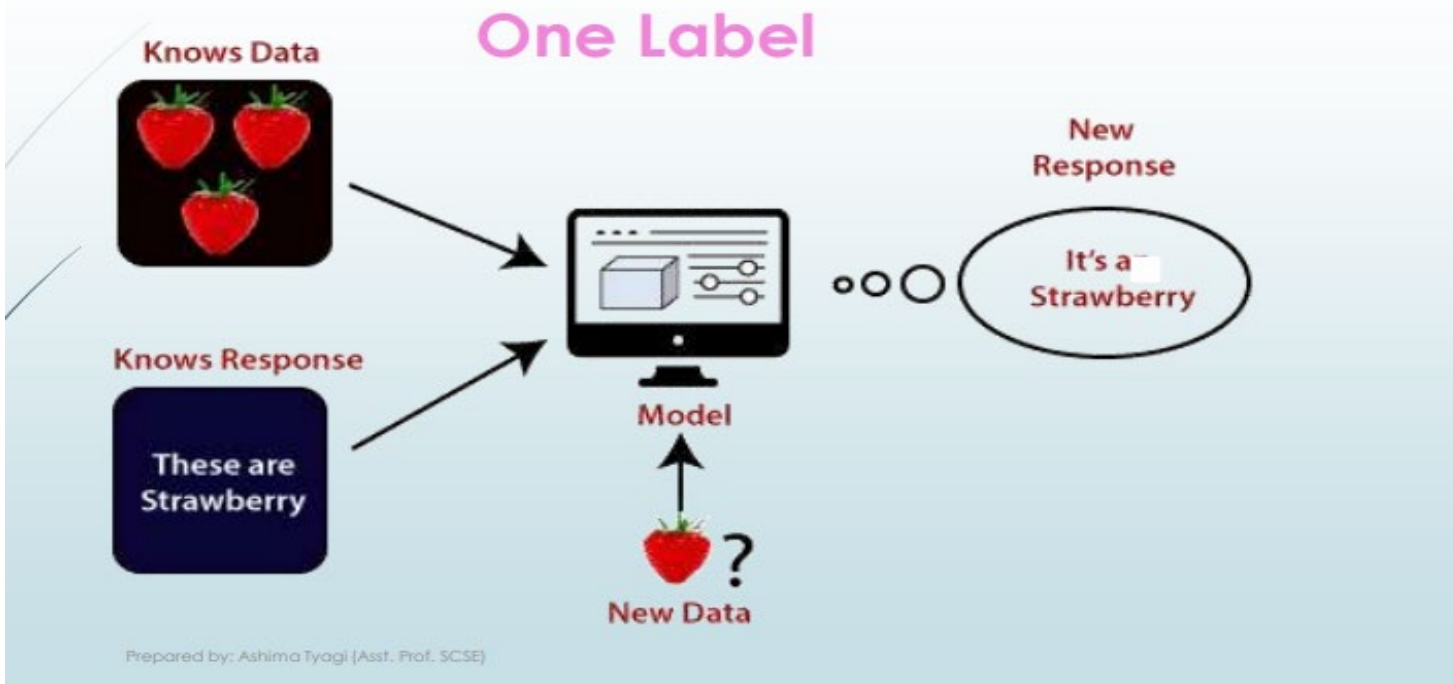 One Label
Knows Data
New
Response
It's a
Strawberry
Knows Response
These are
Strawberry
Model
?
New Data
Prepared by: Ashima Tyagi (Asst. Prof. SCSE)